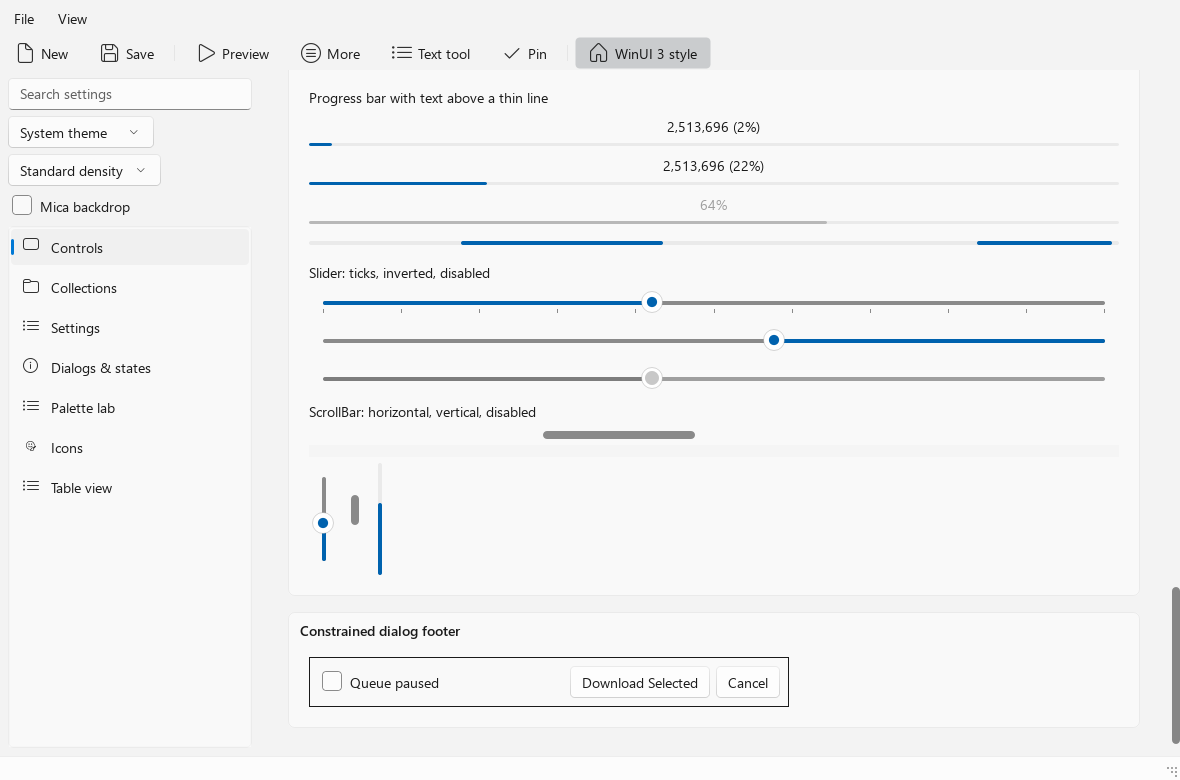 File View
New Save Preview More Text tool Pin WinUI 3 style
Search settings
System theme
Standard density
Mica backdrop
Controls
Collections
Settings
Dialogs & states
Palette lab
Icons
Table view
Progress bar with text above a thin line
2,513,696 (2%)
2,513,696 (22%)
64%
Slider: ticks, inverted, disabled
ScrollBar: horizontal, vertical, disabled
Constrained dialog footer
Queue paused Download Selected Cancel